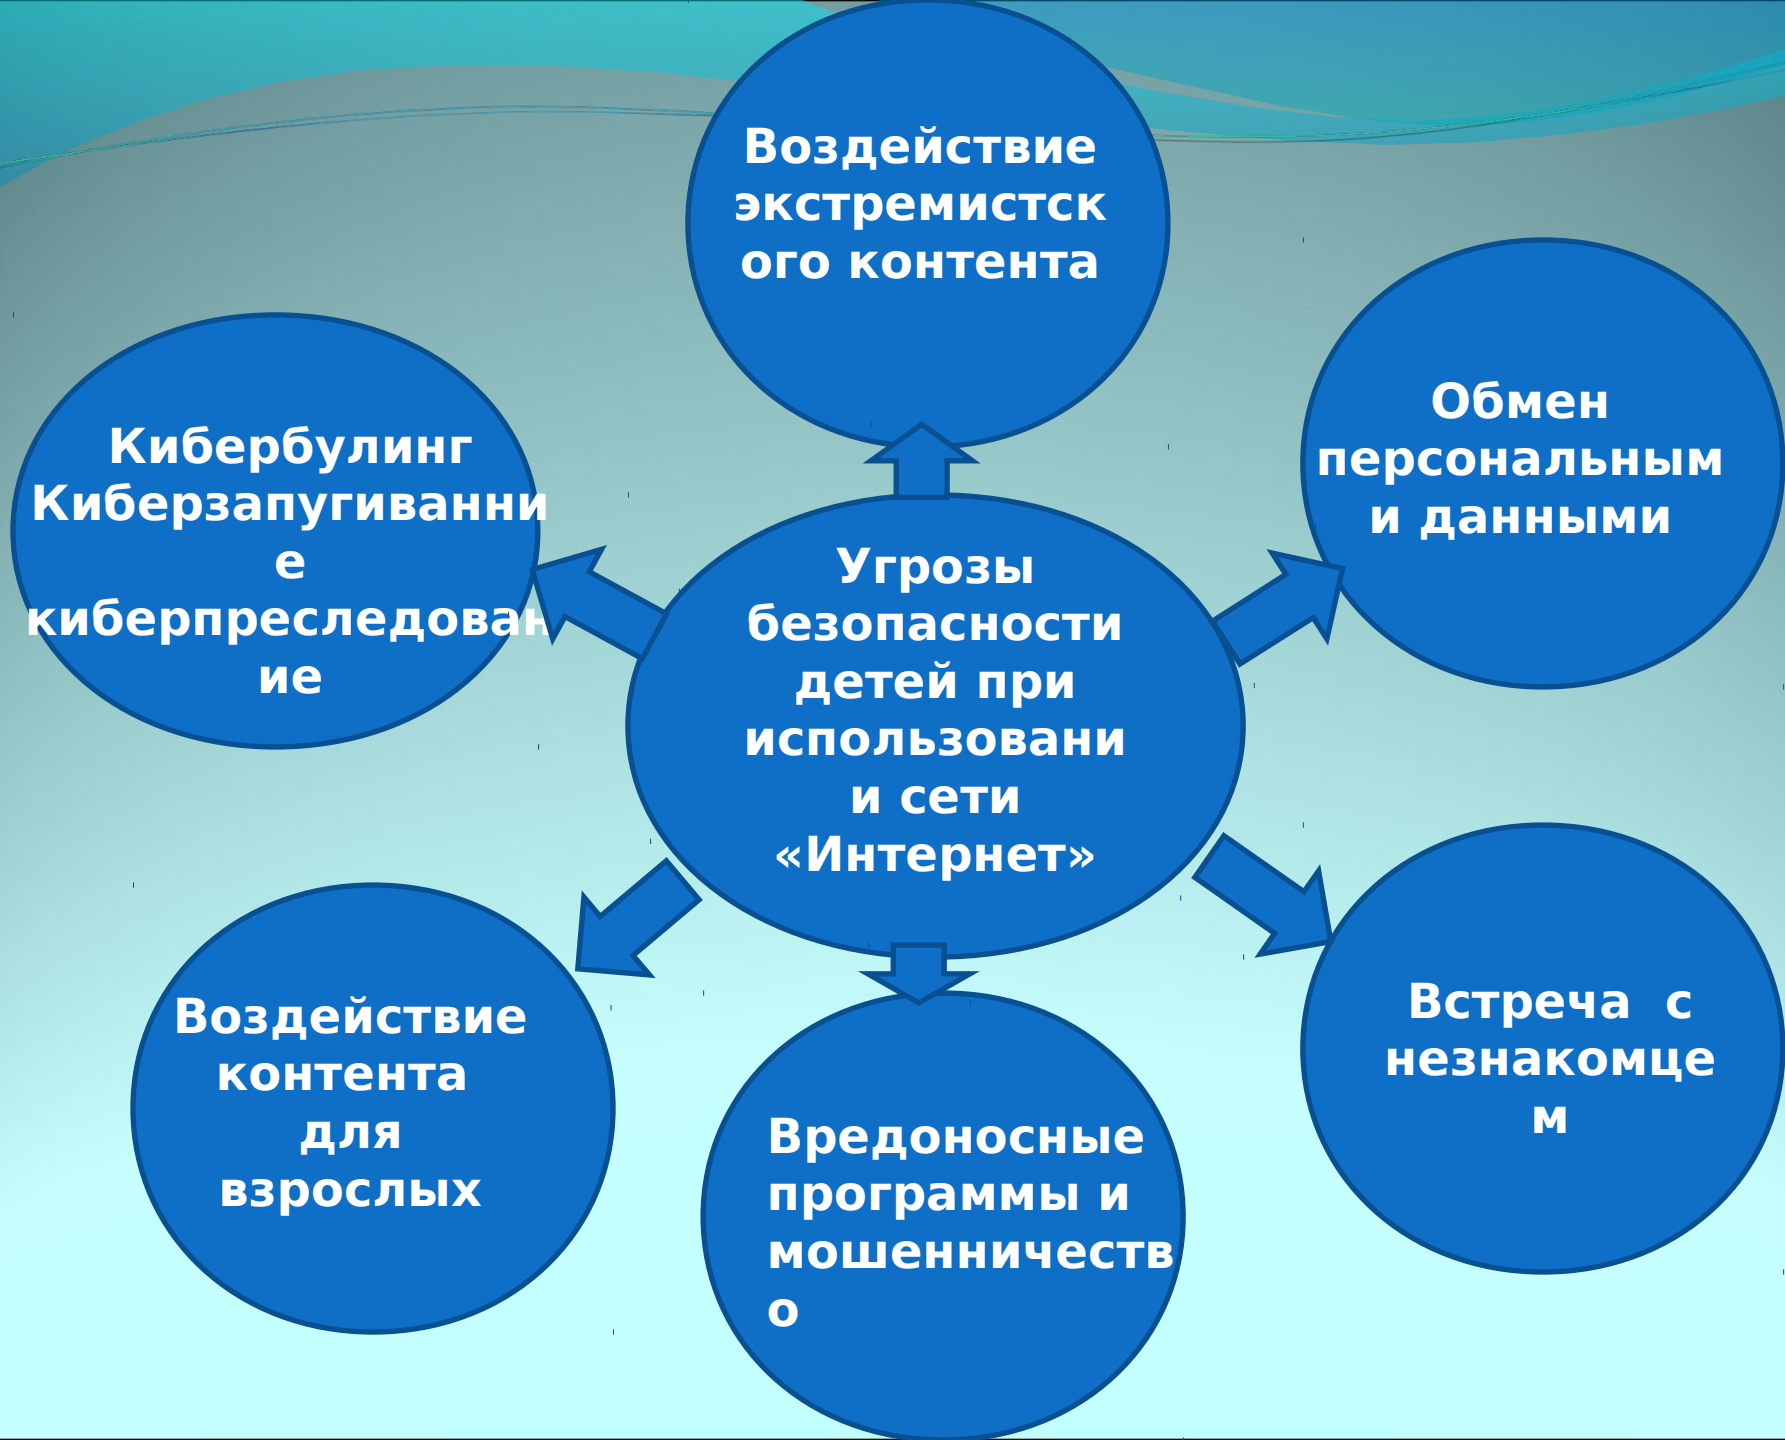 Воздействие
экстремистск
ого контента
Обмен
персональным
и данными
Кибербулинг
Киберзапугиванни
е
киберпреследован
ие
Угрозы
безопасности
детей при
использовани
и сети
«Интернет»
Воздействие
контента
для
взрослых
Вредоносные
программы и
мошенничеств
о
Встреча  с
незнакомце
м